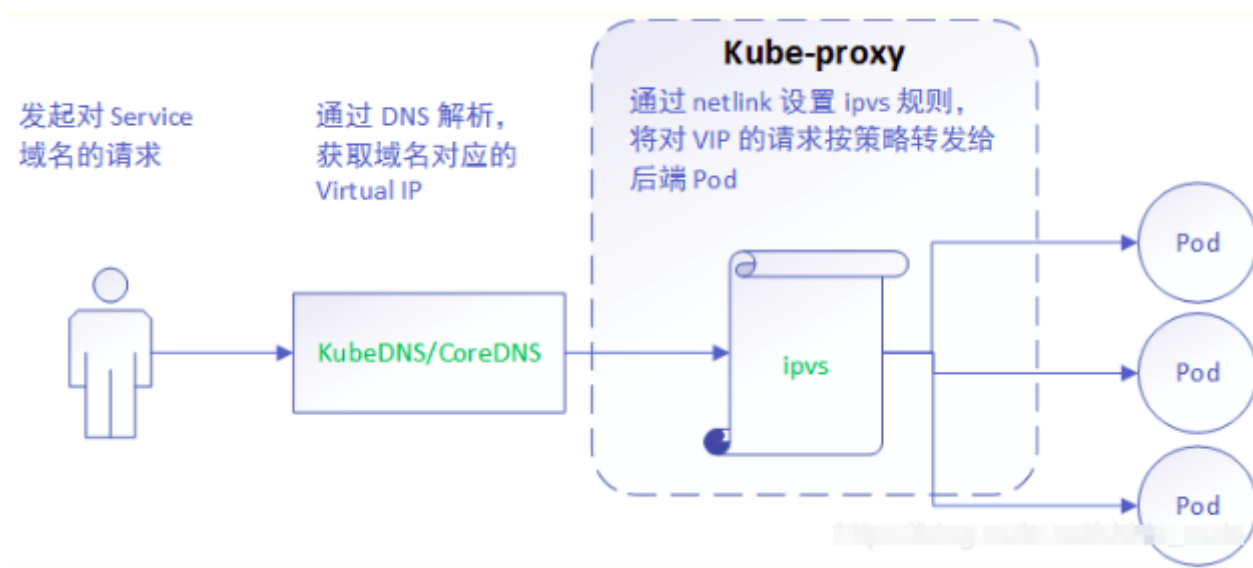 Kube-proxy
发起对 Service
域名的请求
通过 DNS 解析，
获取域名对应的
Virtual IP
通过 netlink 设置 ipvs 规则，
将对 VIP 的请求按策略转发给
后端 Pod
KubeDNS/CoreDNS
ipvs
Pod
Pod
Pod